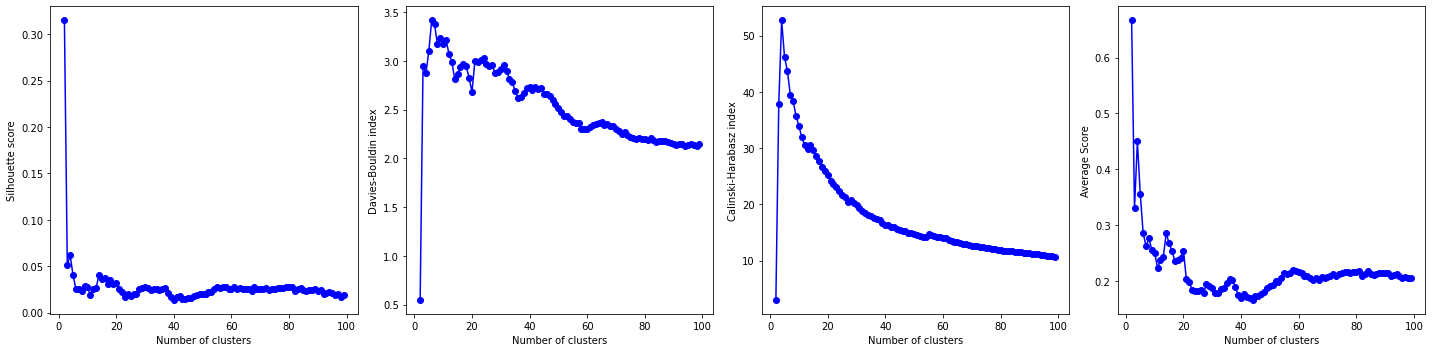 Silhouette score
0.30
0.25
0.20
0.15
0.10
0.05
0.00
0 20 40 60 80 100
Number of clusters
Davies-Bouldin index
3.5
3.0
2.5
2.0
1.5
1.0
0.5
0 20 40 60 80 100
Number of clusters
Calinski-Harabasz index
50
40
30
20
10
0 20 40 60 80 100
Number of clusters
Average Score
0.6
0.5
0.4
0.3
0.2
0 20 40 60 80 100
Number of clusters